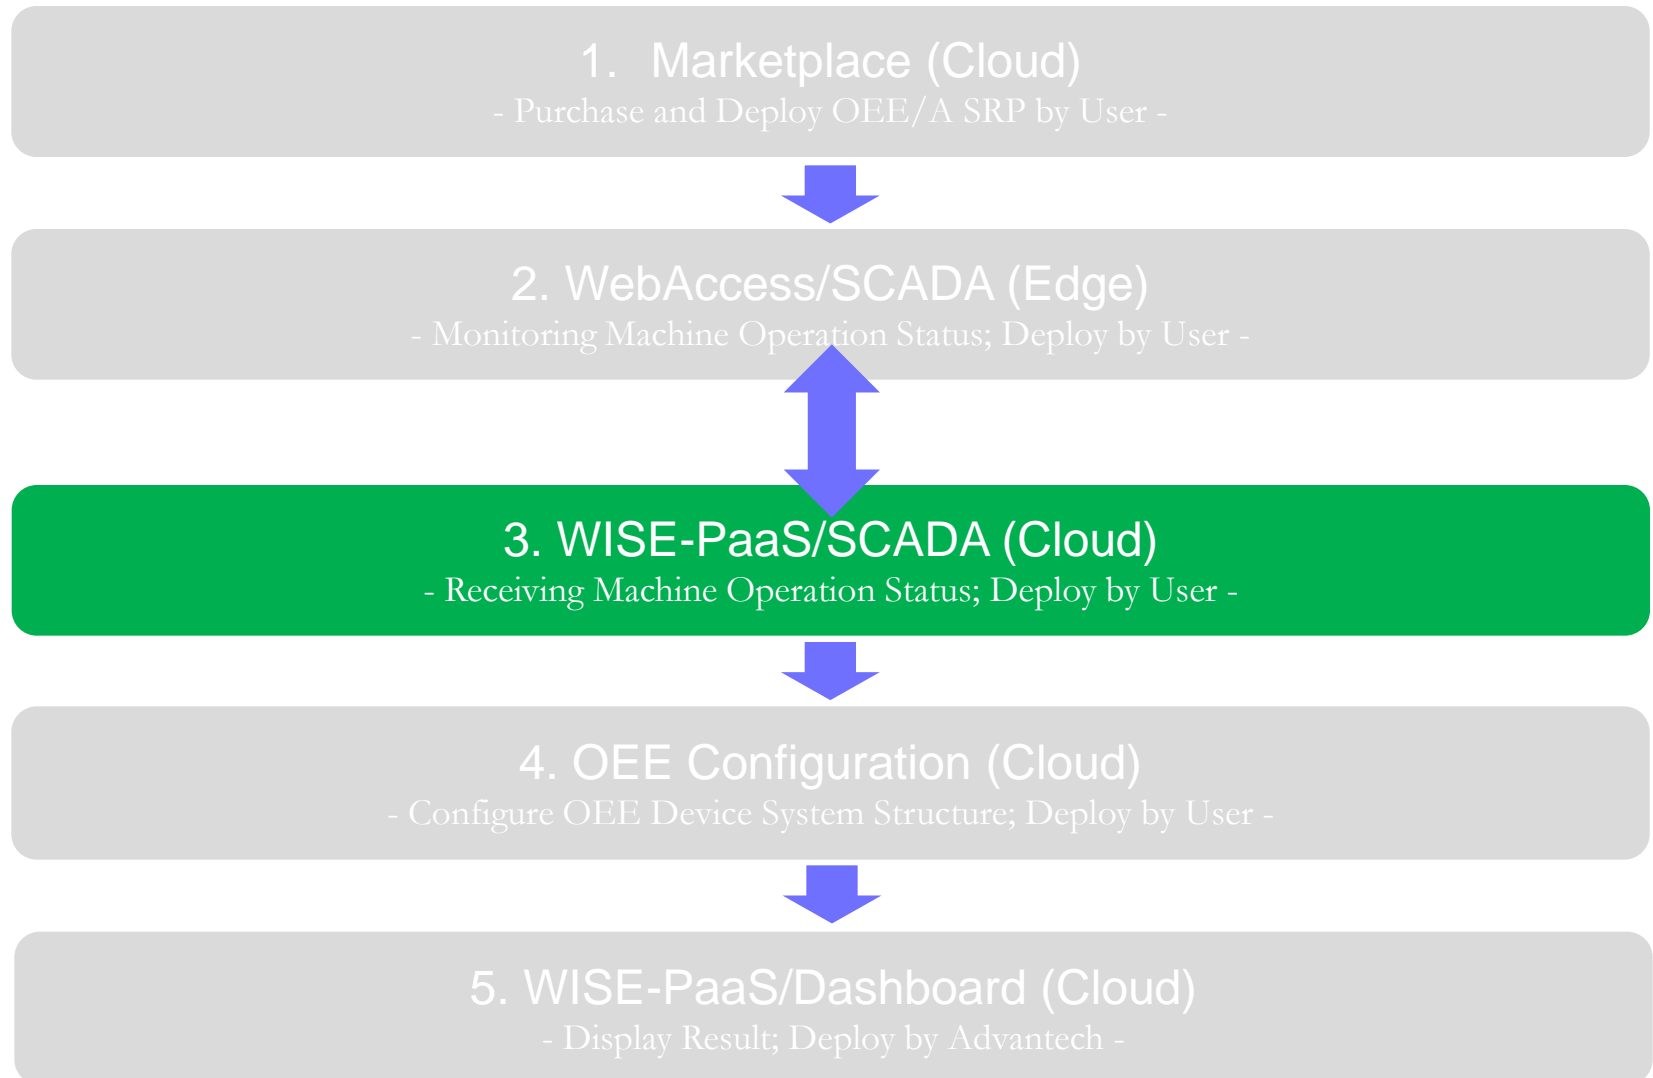 1. Marketplace (Cloud)
- Purchase and Deploy OEE/A SRP by User -
2. WebAccess/SCADA (Edge)
- Monitoring Machine Operation Status; Deploy by User -
3. WISE-PaaS/SCADA (Cloud)
- Receiving Machine Operation Status; Deploy by User -
4. OEE Configuration (Cloud)
- Configure OEE Device System Structure; Deploy by User -
5. WISE-PaaS/Dashboard (Cloud)
- Display Result; Deploy by Advantech -